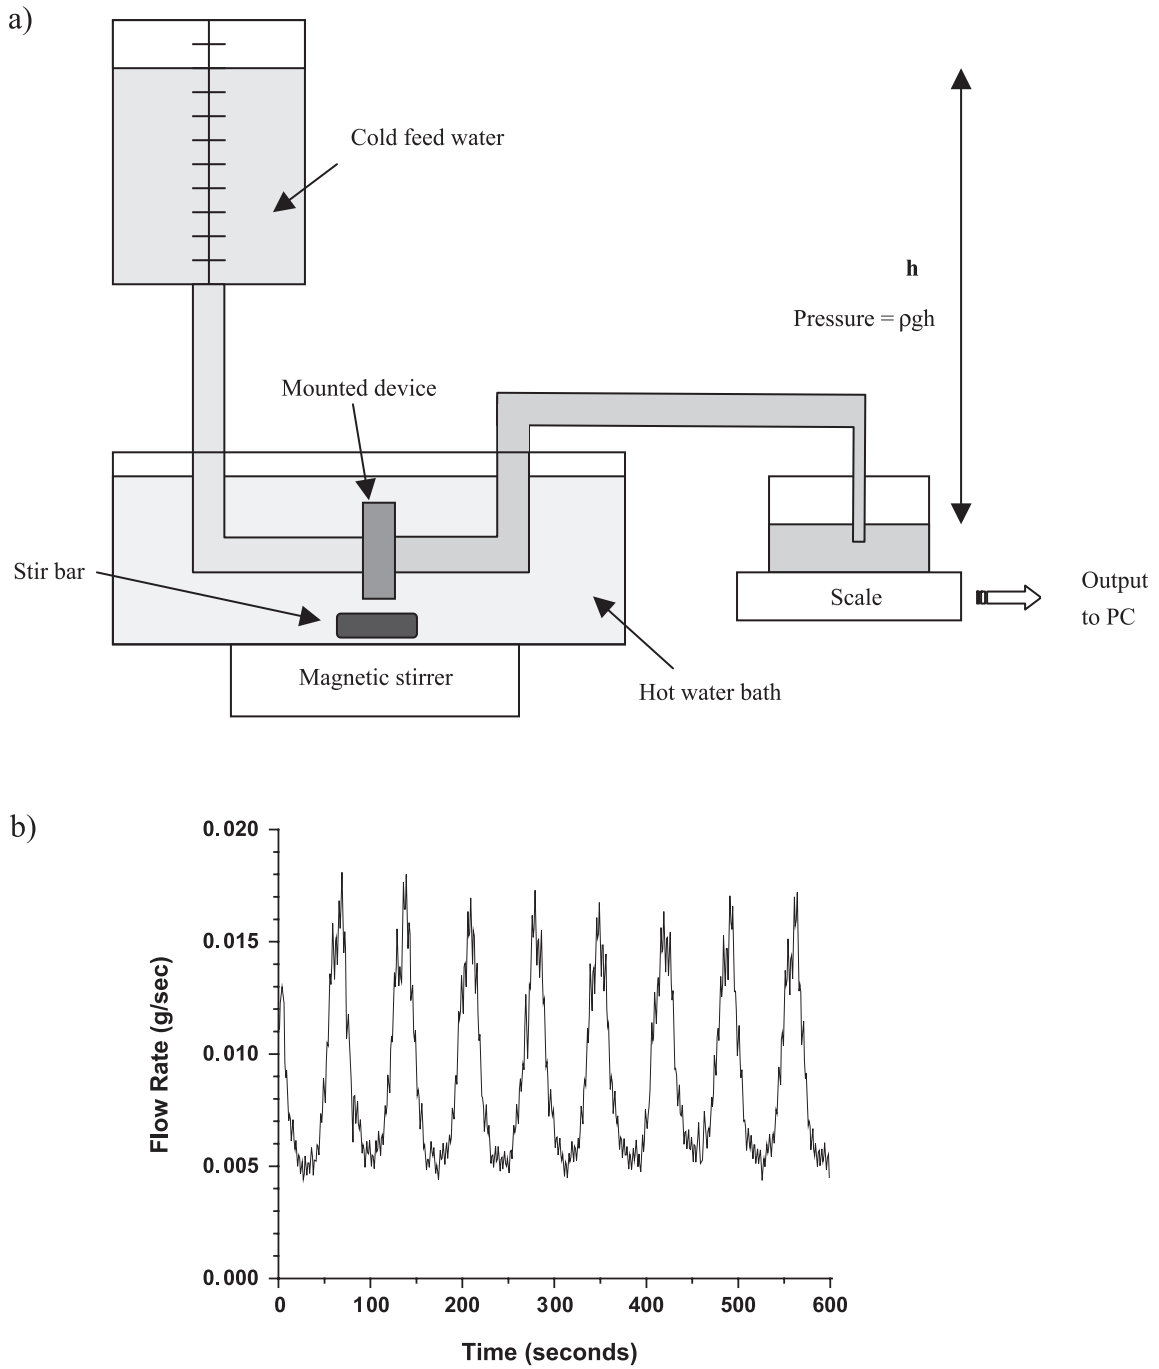 a)
Cold feed water
h
Pressure = ρgh
Mounted device
Stir bar
Scale
Output
to PC
Magnetic stirrer
Hot water bath
b)
0.020
0.015
0.010
0.005
0.000
Flow Rate (g/sec)
0 100 200 300 400 500 600
Time (seconds)